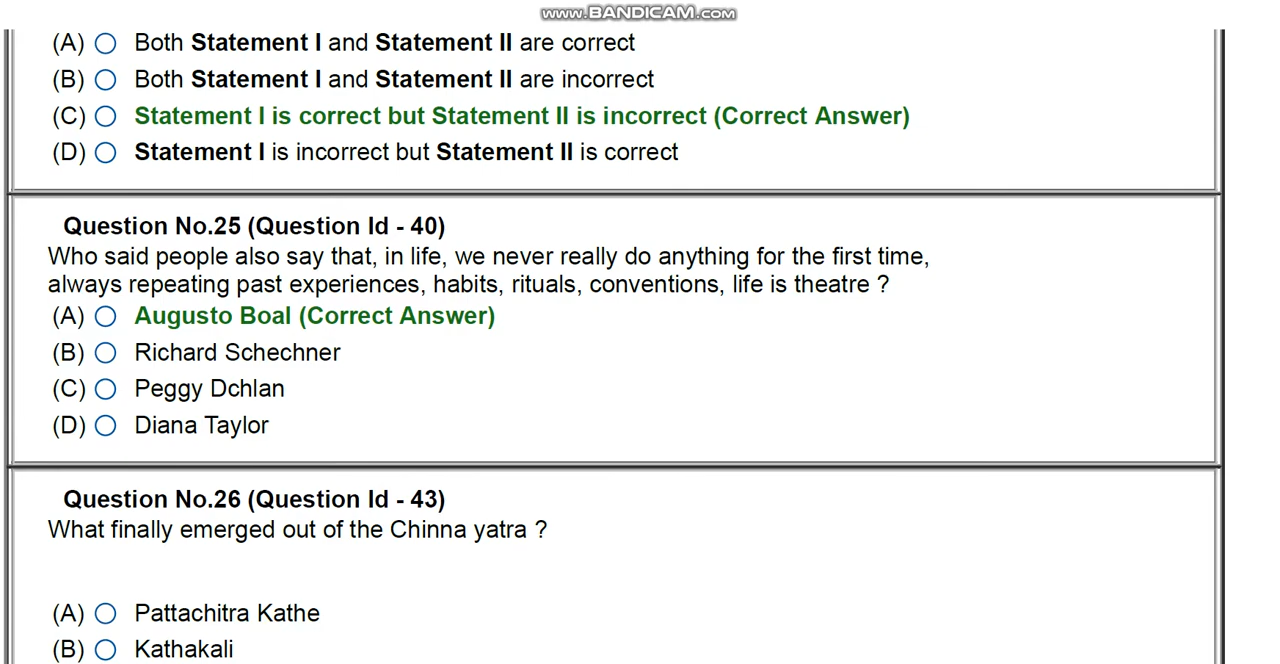 www.BANDICAM.com
(A) Both Statement I and Statement II are correct
(B) Both Statement I and Statement II are incorrect
(C) Statement I is correct but Statement II is incorrect (Correct Answer)
(D) Statement I is incorrect but Statement II is correct
Question No.25 (Question Id - 40)
Who said people also say that, in life, we never really do anything for the first time,
always repeating past experiences, habits, rituals, conventions, life is theatre ?
(A) Augusto Boal (Correct Answer)
(B) Richard Schechner
(C) Peggy Dchlan
(D) Diana Taylor
Question No.26 (Question Id - 43)
What finally emerged out of the Chinna yatra ?
(A) Pattachitra Kathe
(B) Kathakali